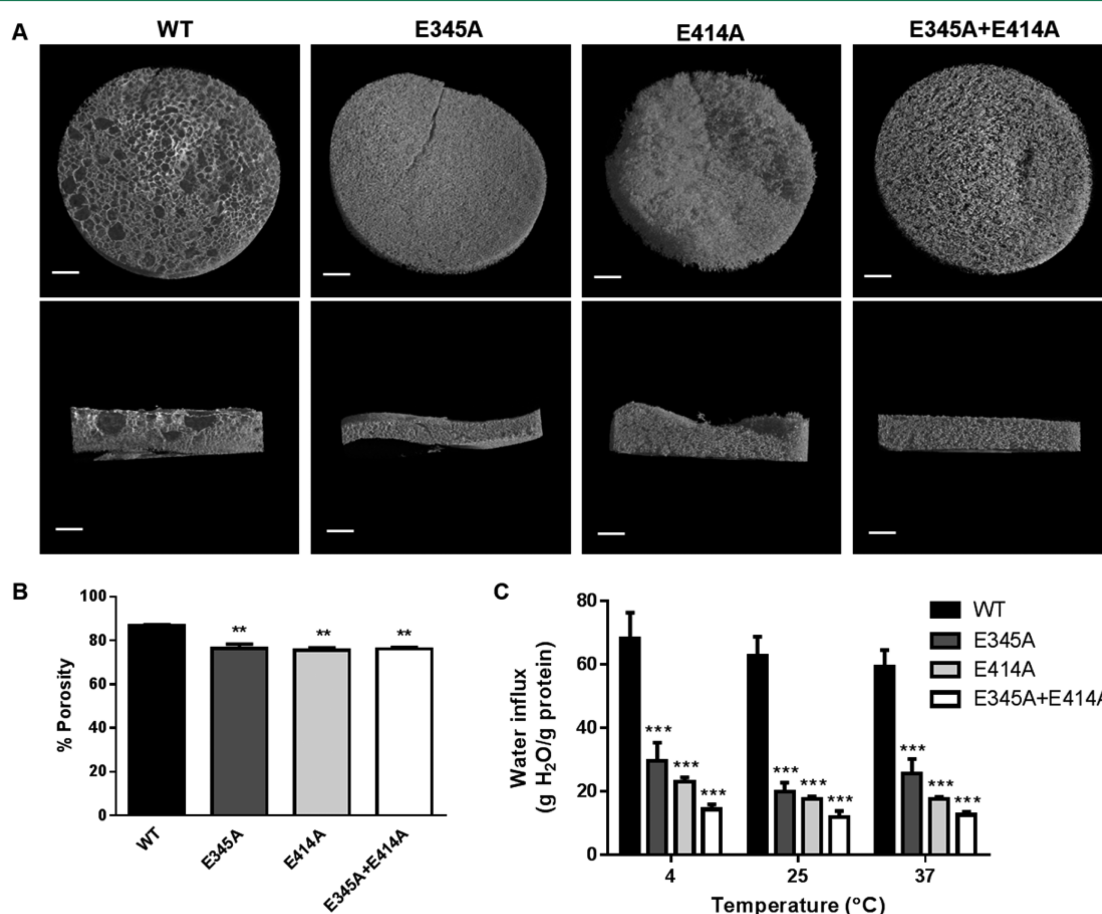 A
WT
E345A
E414A
E345A+E414A
B
% Porosity
100
80
60
40
20
0
**
**
**
WT
E345A
E414A
E345A+E414A
C
Water influx
(g H₂O/g protein)
80
60
40
20
0
***
***
***
***
***
***
***
***
***
4
25
37
Temperature (°C)
WT
E345A
E414A
E345A+E414A